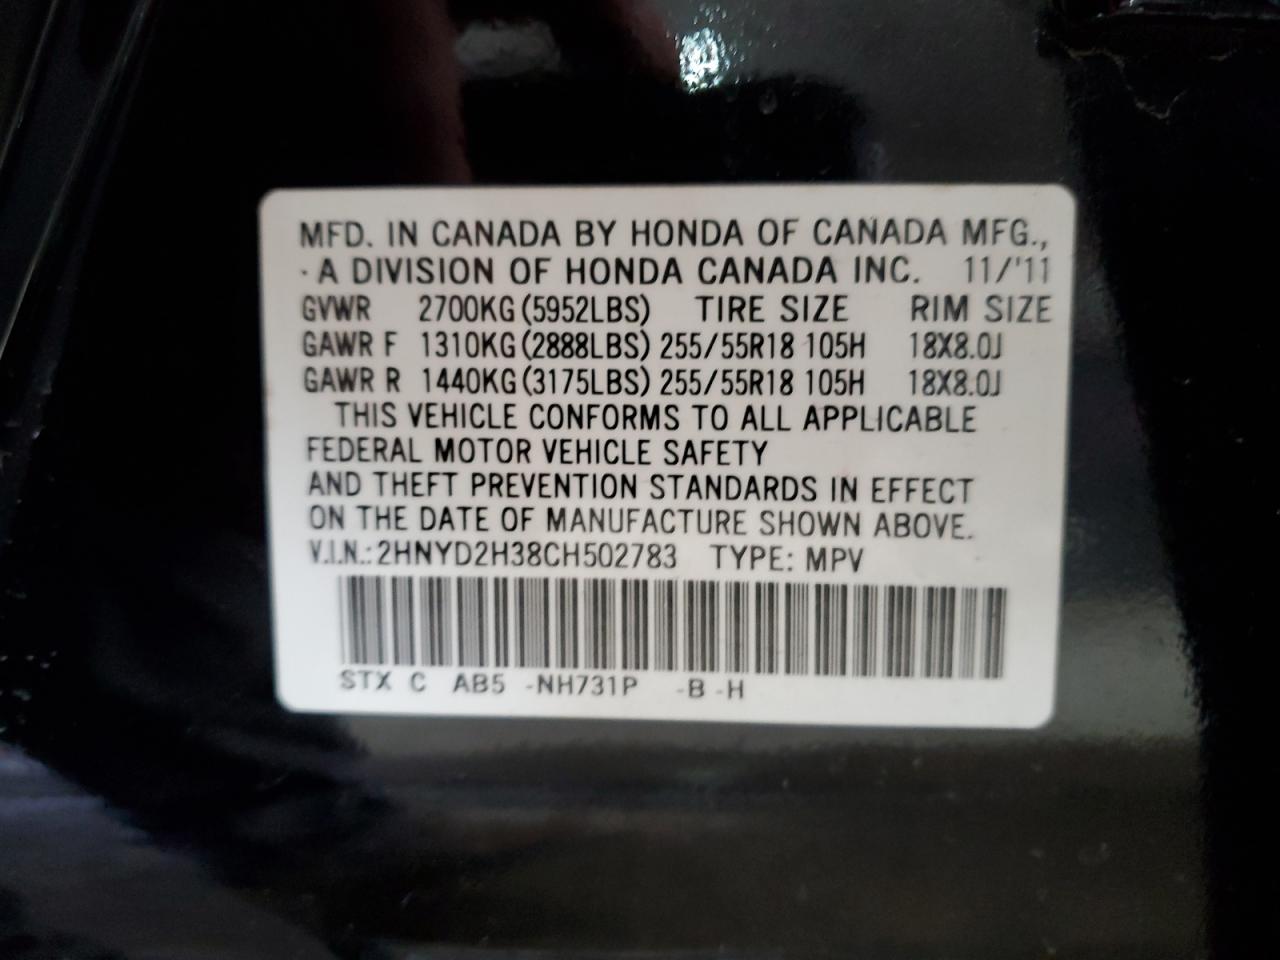 MFD. IN CANADA BY HONDA OF CANADA MFG.,
·A DIVISION OF HONDA CANADA INC. 11/'11
GVWR 2700KG(5952LBS) TIRE SIZE RIM SIZE
GAWR F 1310KG(2888LBS) 255/55R18 105H 18X8.0J
GAWR R 1440KG(3175LBS) 255/55R18 105H 18X8.0J
THIS VEHICLE CONFORMS TO ALL APPLICABLE
FEDERAL MOTOR VEHICLE SAFETY
AND THEFT PREVENTION STANDARDS IN EFFECT
ON THE DATE OF MANUFACTURE SHOWN ABOVE.
V.I.N.:2HNYD2H38CH502783 TYPE: MPV
STX C AB5 -NH731P -B -H